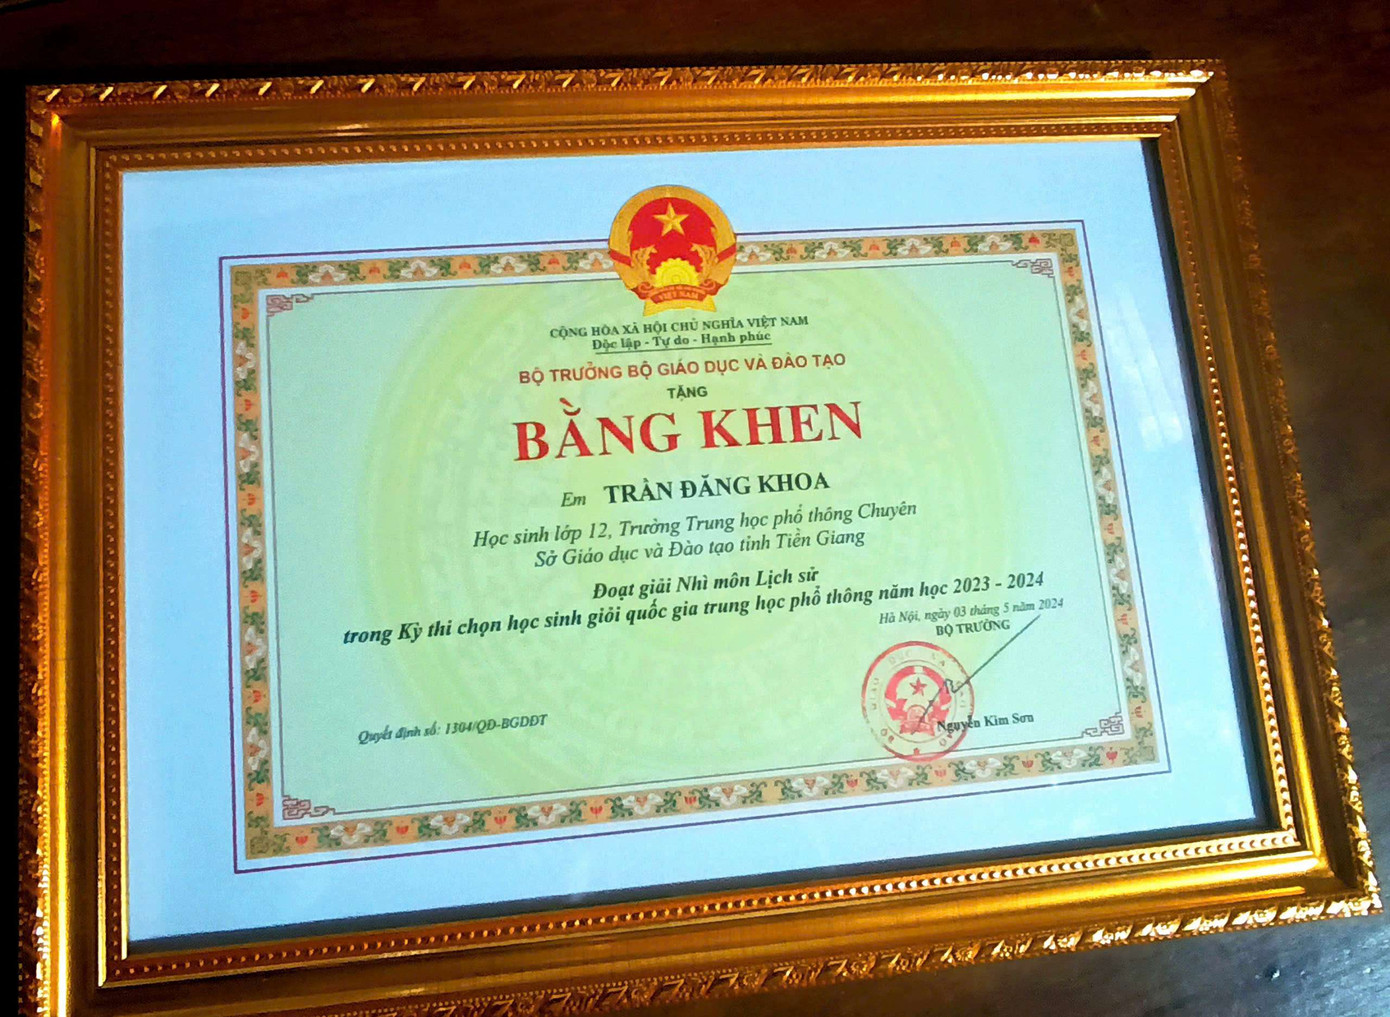 VIỆT NAM
CỘNG HÒA XÃ HỘI CHỦ NGHĨA VIỆT NAM
Độc lập - Tự do - Hạnh phúc
BỘ TRƯỞNG BỘ GIÁO DỤC VÀ ĐÀO TẠO
TẶNG
BẰNG KHEN
Em TRẦN ĐĂNG KHOA
Học sinh lớp 12, Trường Trung học phổ thông Chuyên
Sở Giáo dục và Đào tạo tỉnh Tiền Giang
Đoạt giải Nhì môn Lịch sử
trong Kỳ thi chọn học sinh giỏi quốc gia trung học phổ thông năm học 2023 - 2024
Hà Nội, ngày 03 tháng 5 năm 2024
BỘ TRƯỞNG
Nguyễn Kim Sơn
Quyết định số: 1304/QĐ-BGDĐT